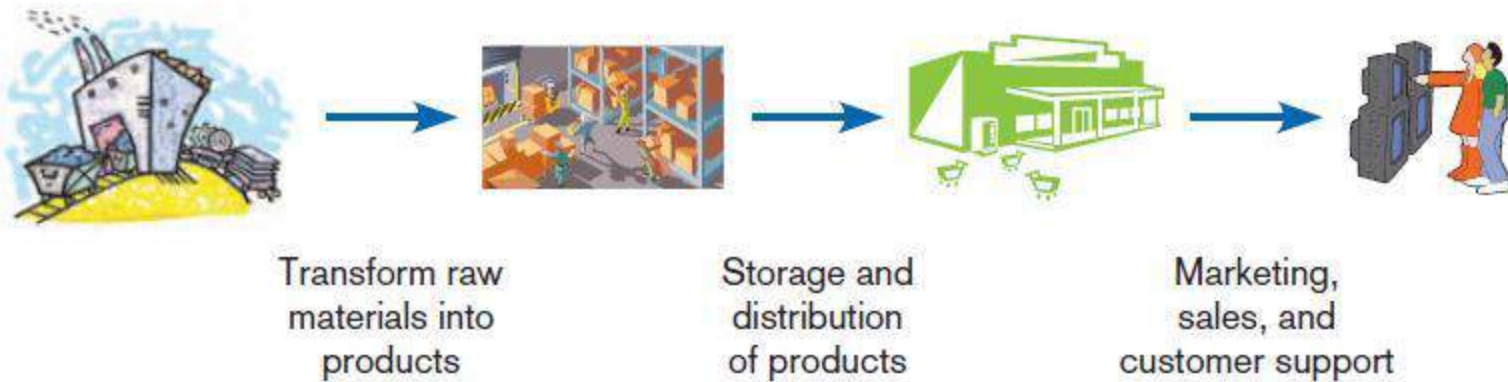 Transform raw
materials into
products
Storage and
distribution
of products
Marketing,
sales, and
customer support